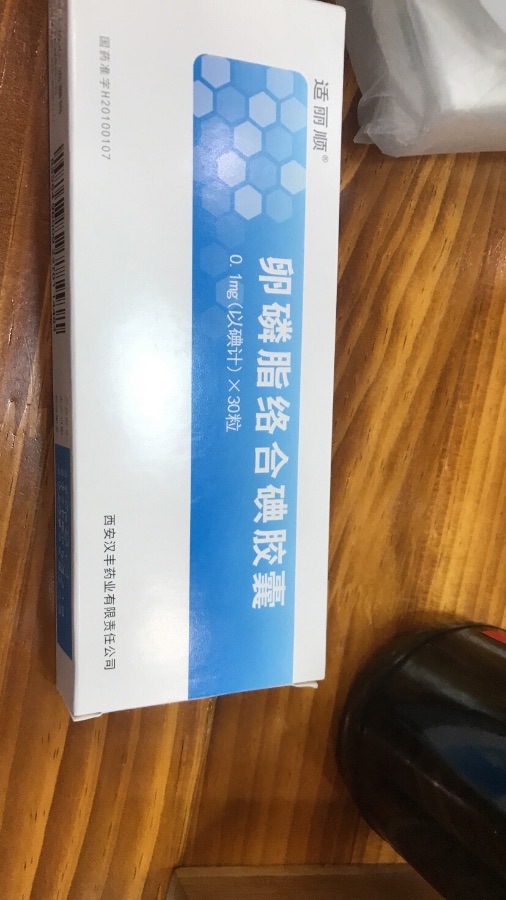 适丽顺®
卵磷脂络合碘胶囊
0.1mg(以碘计)×30粒
国药准字H20100107
西安汉丰药业有限责任公司